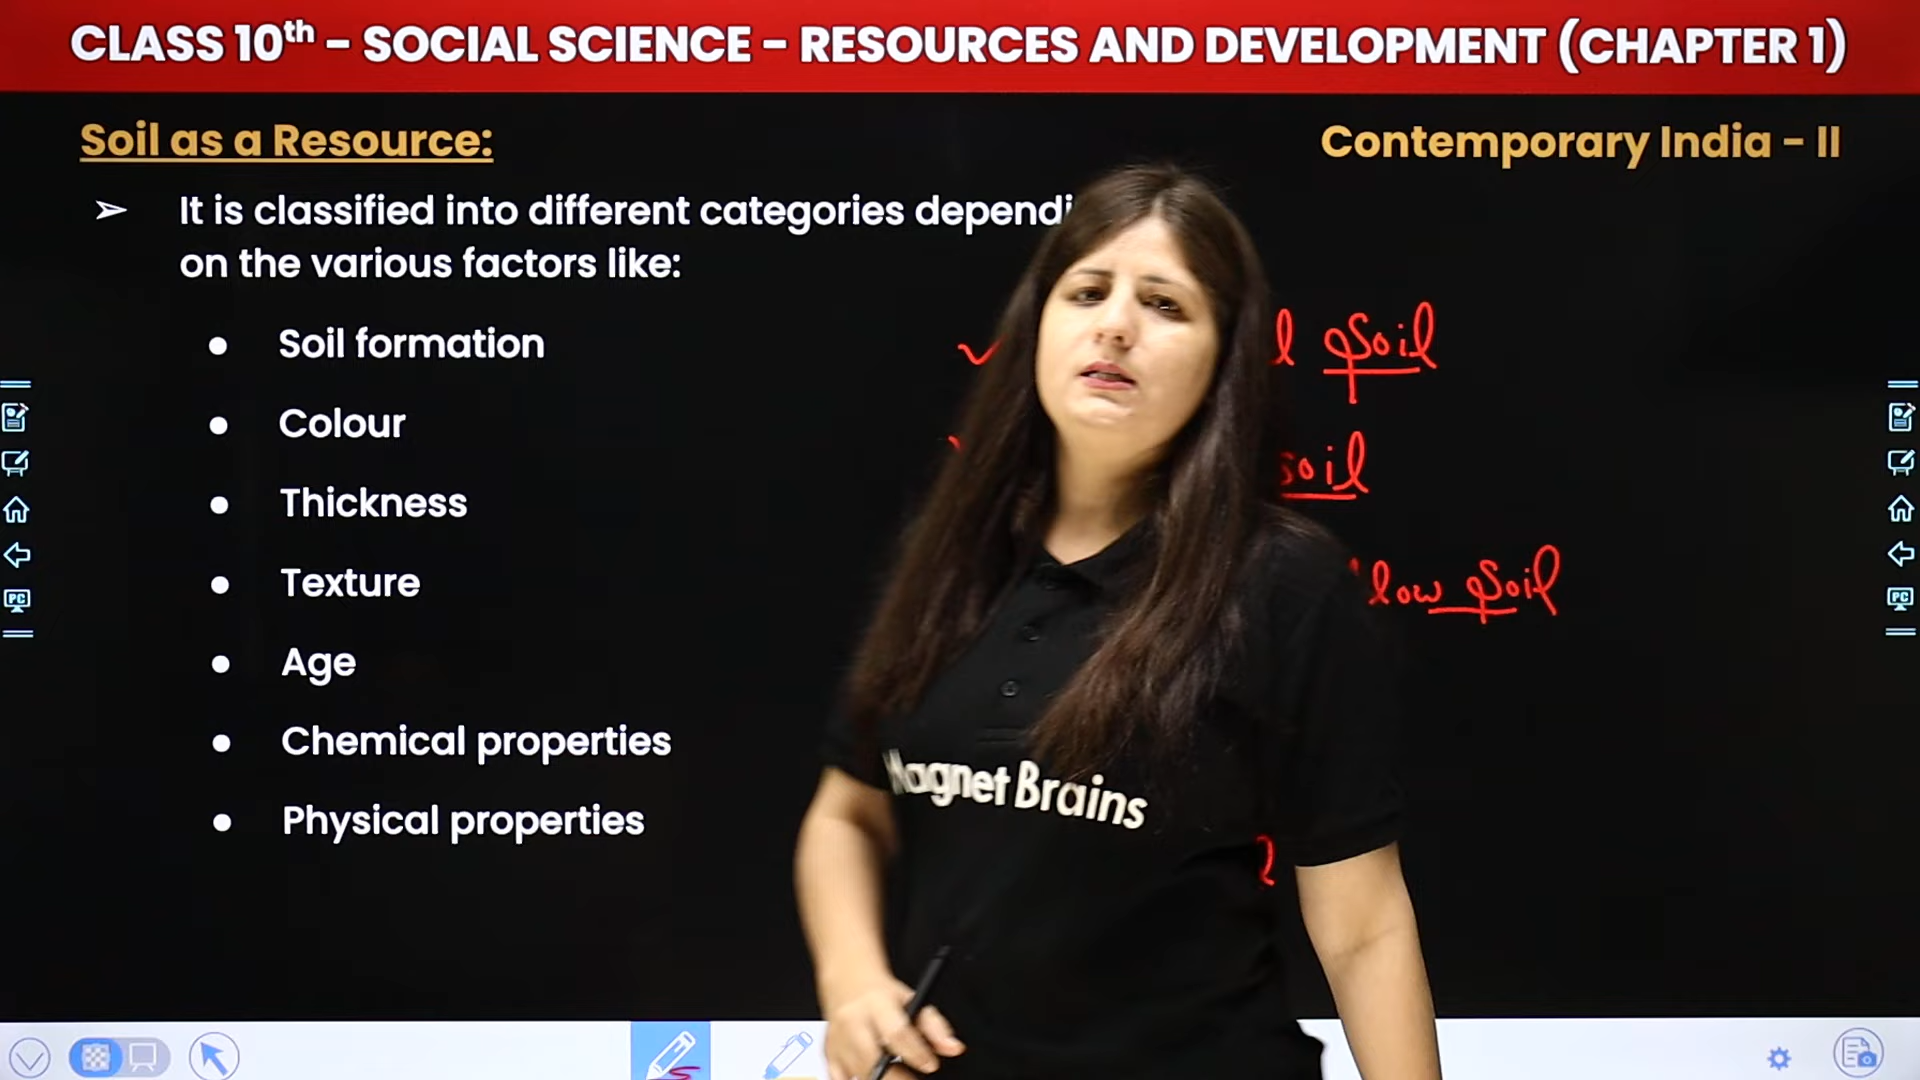 CLASS 10th – SOCIAL SCIENCE – RESOURCES AND DEVELOPMENT (CHAPTER 1)
Soil as a Resource:
Contemporary India – II
➢ It is classified into different categories
on the various factors like:
● Soil formation
● Colour
● Thickness
● Texture
● Age
● Chemical properties
● Physical properties
Soil
soil
Soil
Magnet Brains
PC
PC